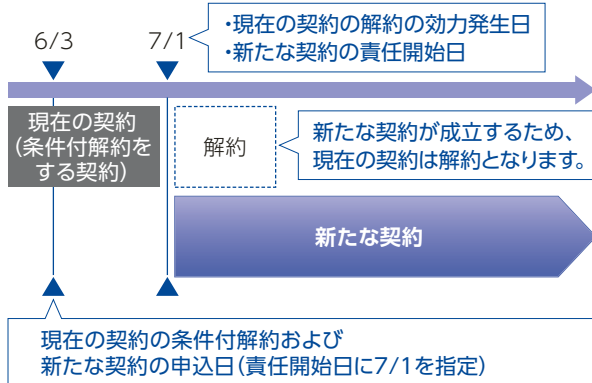 6/3
7/1
・現在の契約の解約の効力発生日
・新たな契約の責任開始日
現在の契約
(条件付解約を
する契約)
解約
新たな契約が成立するため、
現在の契約は解約となります。
新たな契約
現在の契約の条件付解約および
新たな契約の申込日(責任開始日に7/1を指定)